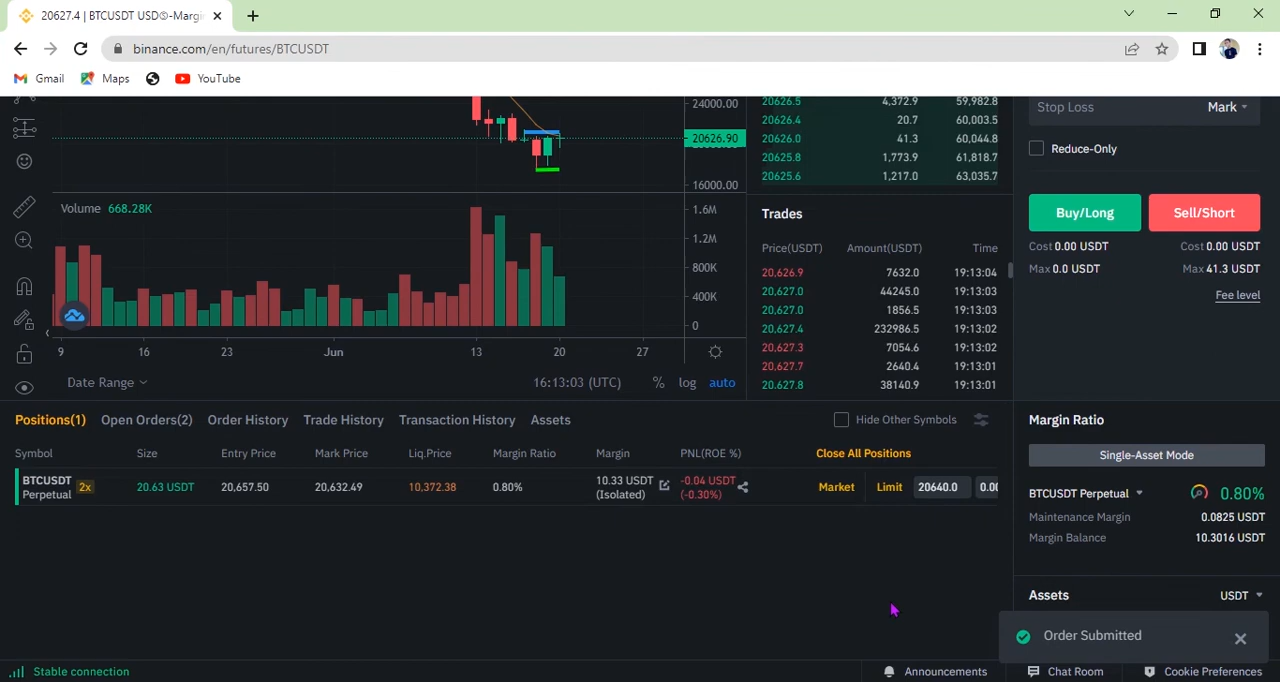 20627.4 | BTCUSDT USDⓈ-Margi
binance.com/en/futures/BTCUSDT
Gmail Maps YouTube
24000.00
20626.90
16000.00
Volume 668.28K
1.6M
1.2M
800K
400K
0
9 16 23 Jun 13 20 27
Date Range 16:13:03 (UTC) % log auto
20626.5 4,372.9 59,982.8
20626.4 20.7 60,003.5
20626.0 41.3 60,044.8
20625.8 1,773.9 61,818.7
20625.6 1,217.0 63,035.7
Trades
Price(USDT) Amount(USDT) Time
20,626.9 7632.0 19:13:04
20,627.0 44245.0 19:13:03
20,627.0 1856.5 19:13:03
20,627.4 232986.5 19:13:02
20,627.3 7054.6 19:13:02
20,627.7 2640.4 19:13:01
20,627.8 38140.9 19:13:01
Stop Loss Mark
Reduce-Only
Buy/Long Sell/Short
Cost 0.00 USDT Cost 0.00 USDT
Max 0.0 USDT Max 41.3 USDT
Fee level
Positions(1) Open Orders(2) Order History Trade History Transaction History Assets Hide Other Symbols
Symbol Size Entry Price Mark Price Liq.Price Margin Ratio Margin PNL(ROE %) Close All Positions
BTCUSDT
Perpetual 2x 20.63 USDT 20,657.50 20,632.49 10,372.38 0.80% 10.33 USDT
(Isolated) -0.04 USDT
(-0.30%) Market Limit 20640.0 0.00
Margin Ratio
Single-Asset Mode
BTCUSDT Perpetual 0.80%
Maintenance Margin 0.0825 USDT
Margin Balance 10.3016 USDT
Assets USDT
Order Submitted
Stable connection Announcements Chat Room Cookie Preferences